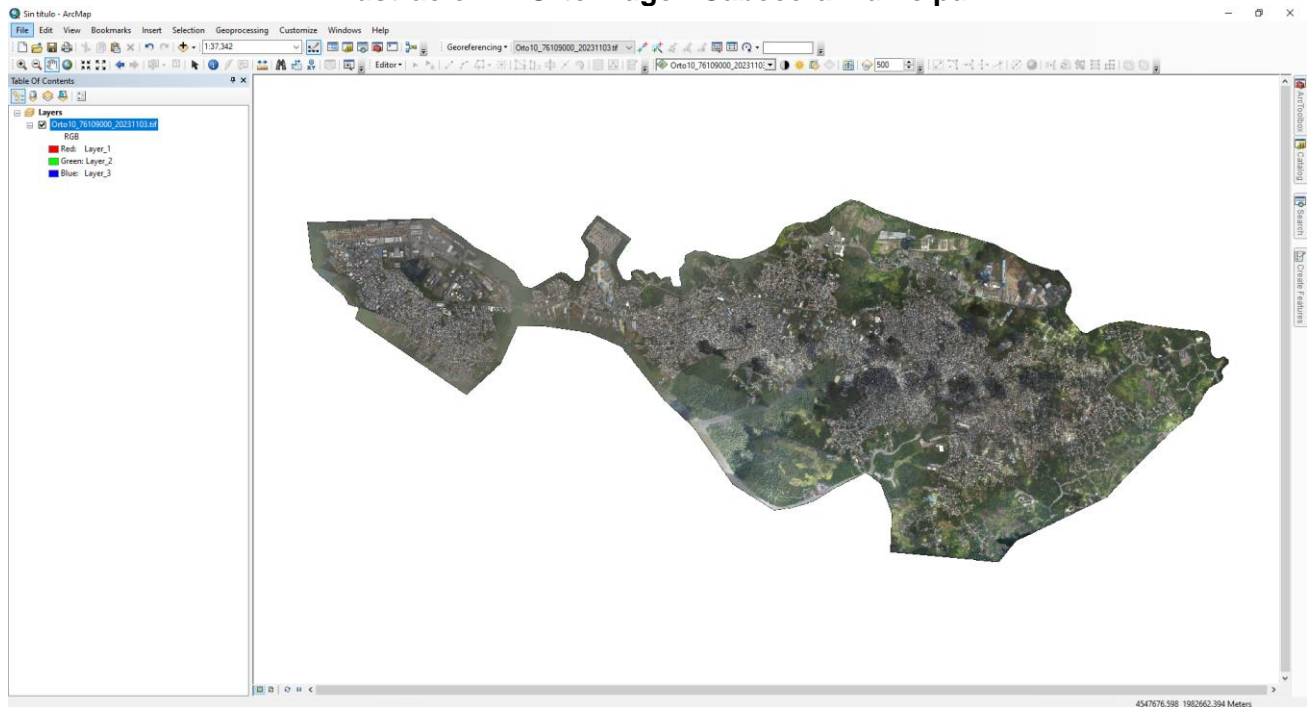 Sin título - ArcMap
File Edit View Bookmarks Insert Selection Geoprocessing Customize Windows Help
1:37,342
Georeferencing Orto10_76109000_20231103.tif
Editor
Orto10_76109000_202311
500
Table Of Contents
Layers
Orto10_76109000_20231103.tif
RGB
Red: Layer_1
Green: Layer_2
Blue: Layer_3
ArcToolbox
Catalog
Search
Create Features
4547676.598 1982662.394 Meters